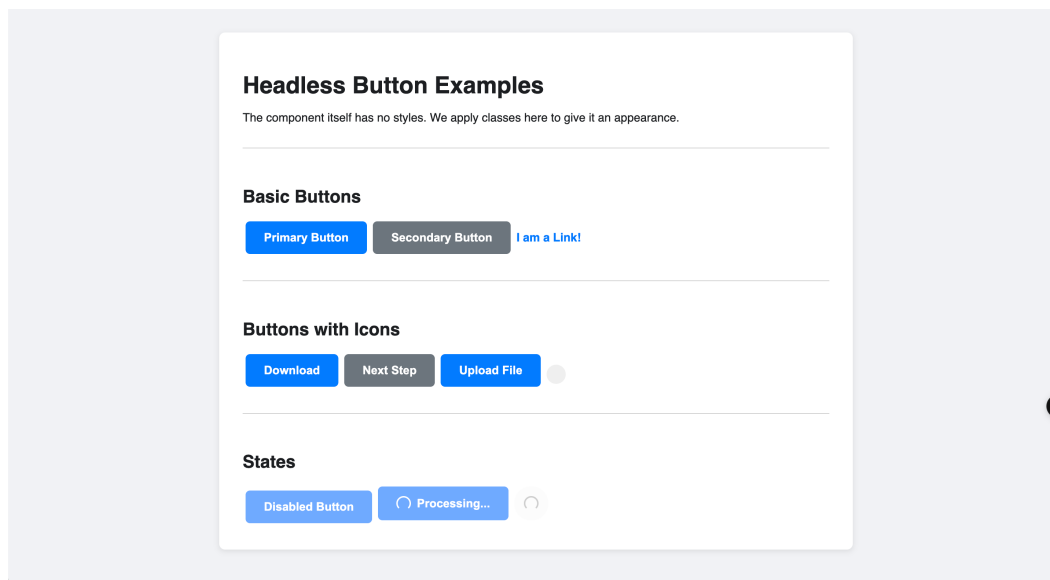 Headless Button Examples
The component itself has no styles. We apply classes here to give it an appearance.
Basic Buttons
Primary Button Secondary Button I am a Link!
Buttons with Icons
Download Next Step Upload File
States
Disabled Button Processing...